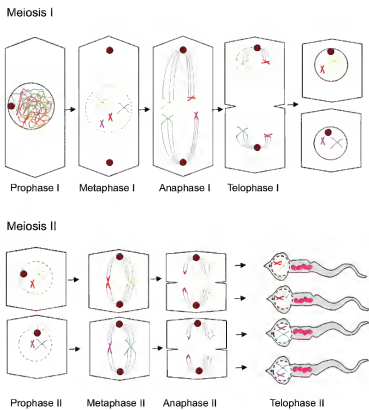 Meiosis I
Prophase I Metaphase I Anaphase I Telophase I
Meiosis II
Prophase II Metaphase II Anaphase II Telophase II